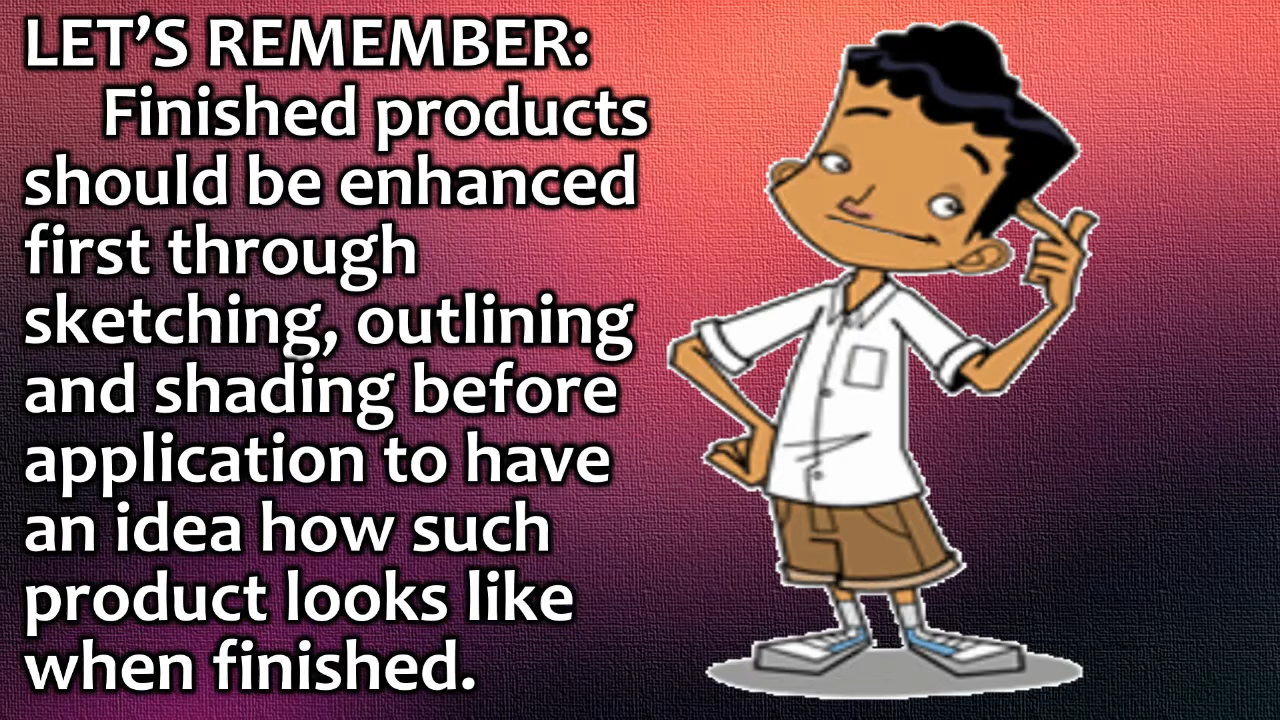 LET’S REMEMBER:
Finished products
should be enhanced
first through
sketching, outlining
and shading before
application to have
an idea how such
product looks like
when finished.